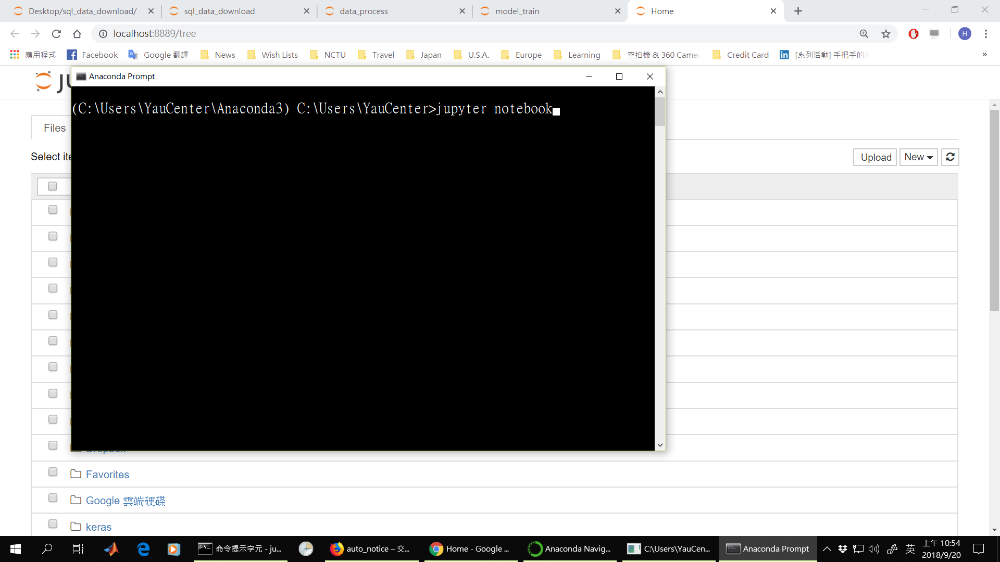 Desktop/sql_data_download/
sql_data_download
data_process
model_train
Home
localhost:8889/tree
H
應用程式
Facebook
Google 翻譯
News
Wish Lists
NCTU
Travel
Japan
U.S.A.
Europe
Learning
空拍機 & 360 Camer
Credit Card
[系列活動] 手把手的
Anaconda Prompt
(C:\Users\YauCenter\Anaconda3) C:\Users\YauCenter>jupyter notebook
Files
Select ite
Upload
New
Dropbox
Favorites
Google 雲端硬碟
keras
命令提示字元 - ju...
auto_notice – 交...
Home - Google ...
Anaconda Navig...
C:\Users\YauCen...
Anaconda Prompt
英
上午 10:54
2018/9/20